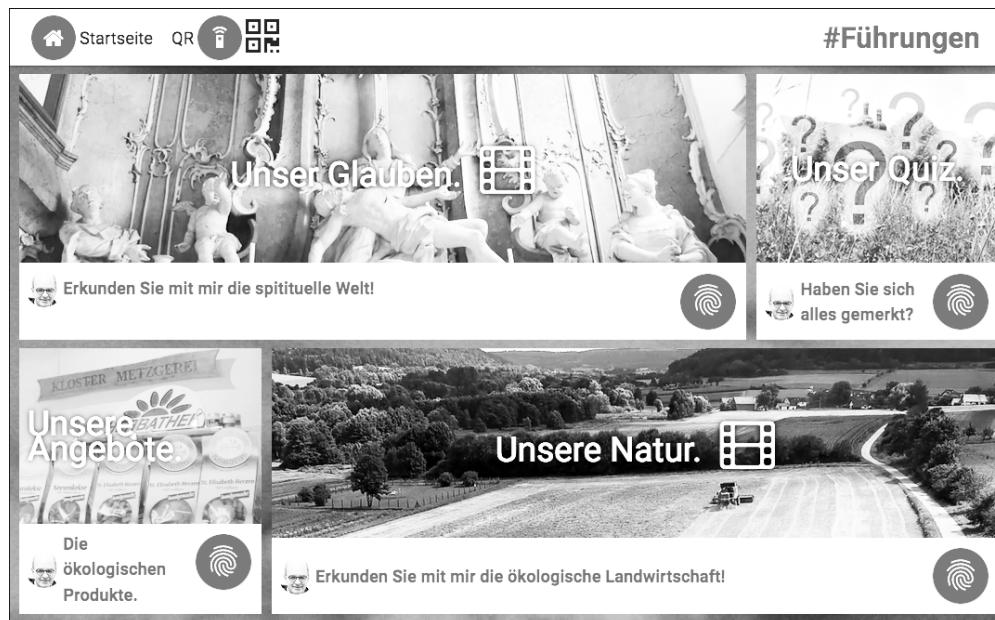 Startseite QR
#Führungen
Unser Glauben.
Unser Quiz.
Erkunden Sie mit mir die spitituelle Welt!
Haben Sie sich
alles gemerkt?
KLOSTER METZGEREI
Unsere
Angebote.
Unsere Natur.
Die
ökologischen
Produkte.
Erkunden Sie mit mir die ökologische Landwirtschaft!